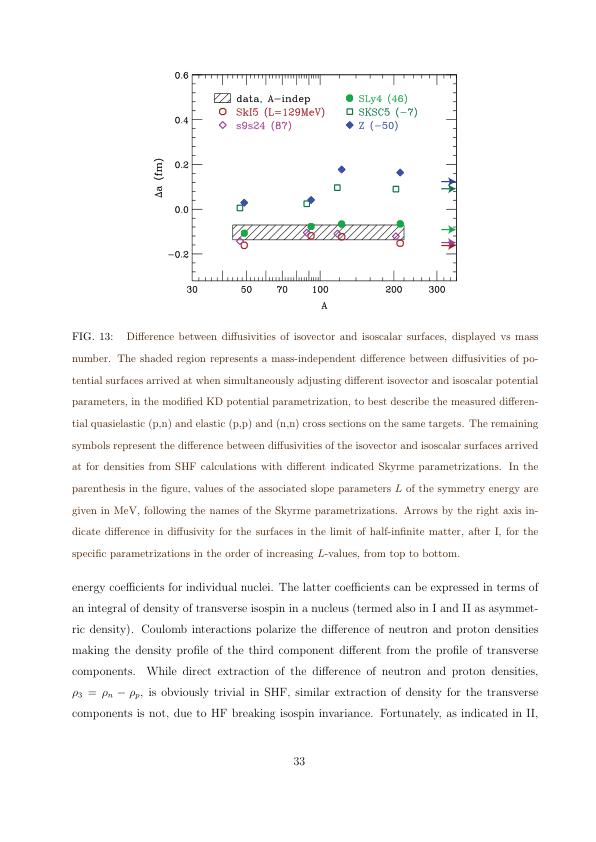 0.6
0.4
0.2
0.0
−0.2
Δa (fm)
data, A−indep
SkI5 (L=129MeV)
s9s24 (87)
SLy4 (46)
SKSC5 (−7)
Z (−50)
30 50 70 100 200 300
A
FIG. 13: Difference between diffusivities of isovector and isoscalar surfaces, displayed vs mass
number. The shaded region represents a mass-independent difference between diffusivities of po-
tential surfaces arrived at when simultaneously adjusting different isovector and isoscalar potential
parameters, in the modified KD potential parametrization, to best describe the measured differen-
tial quasielastic (p,n) and elastic (p,p) and (n,n) cross sections on the same targets. The remaining
symbols represent the difference between diffusivities of the isovector and isoscalar surfaces arrived
at for densities from SHF calculations with different indicated Skyrme parametrizations. In the
parenthesis in the figure, values of the associated slope parameters L of the symmetry energy are
given in MeV, following the names of the Skyrme parametrizations. Arrows by the right axis in-
dicate difference in diffusivity for the surfaces in the limit of half-infinite matter, after I, for the
specific parametrizations in the order of increasing L-values, from top to bottom.
energy coefficients for individual nuclei. The latter coefficients can be expressed in terms of
an integral of density of transverse isospin in a nucleus (termed also in I and II as asymmet-
ric density). Coulomb interactions polarize the difference of neutron and proton densities
making the density profile of the third component different from the profile of transverse
components. While direct extraction of the difference of neutron and proton densities,
ρ₃ = ρₙ − ρₚ, is obviously trivial in SHF, similar extraction of density for the transverse
components is not, due to HF breaking isospin invariance. Fortunately, as indicated in II,
33